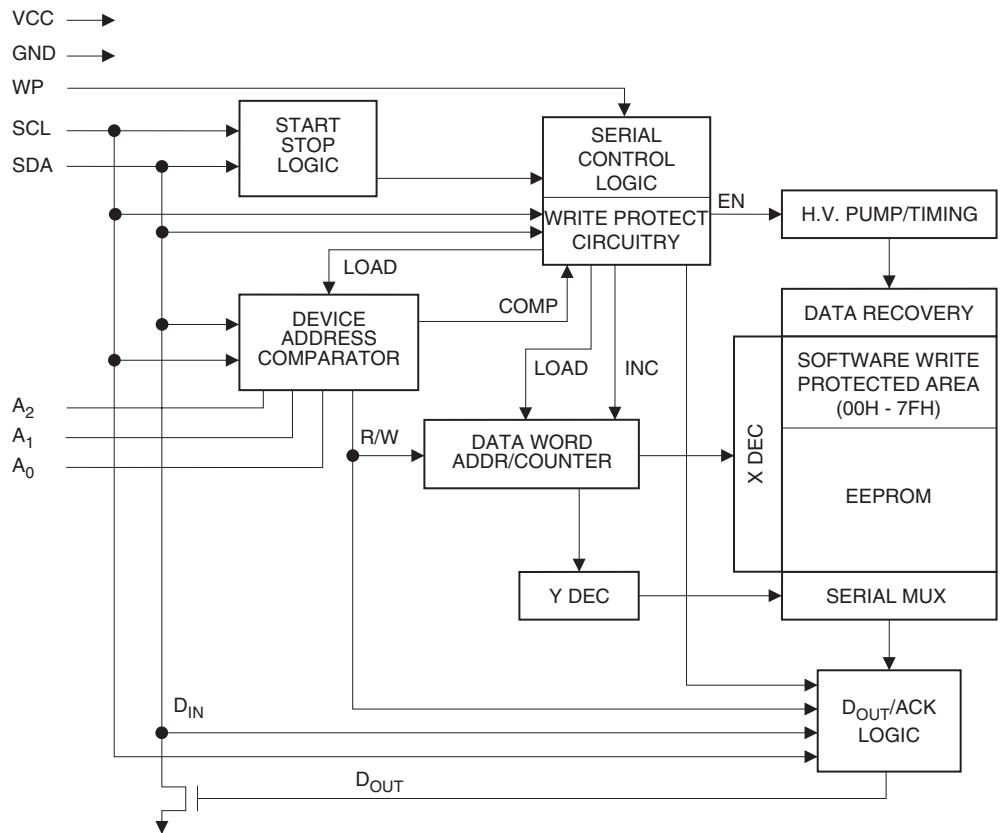 VCC
GND
WP
SCL
SDA
START
STOP
LOGIC
SERIAL
CONTROL
LOGIC
WRITE PROTECT
CIRCUITRY
EN
H.V. PUMP/TIMING
LOAD
COMP
DEVICE
ADDRESS
COMPARATOR
LOAD
INC
DATA RECOVERY
SOFTWARE WRITE
PROTECTED AREA
(00H - 7FH)
X DEC
EEPROM
A2
A1
A0
R/W
DATA WORD
ADDR/COUNTER
Y DEC
SERIAL MUX
DIN
DOUT/ACK
LOGIC
DOUT